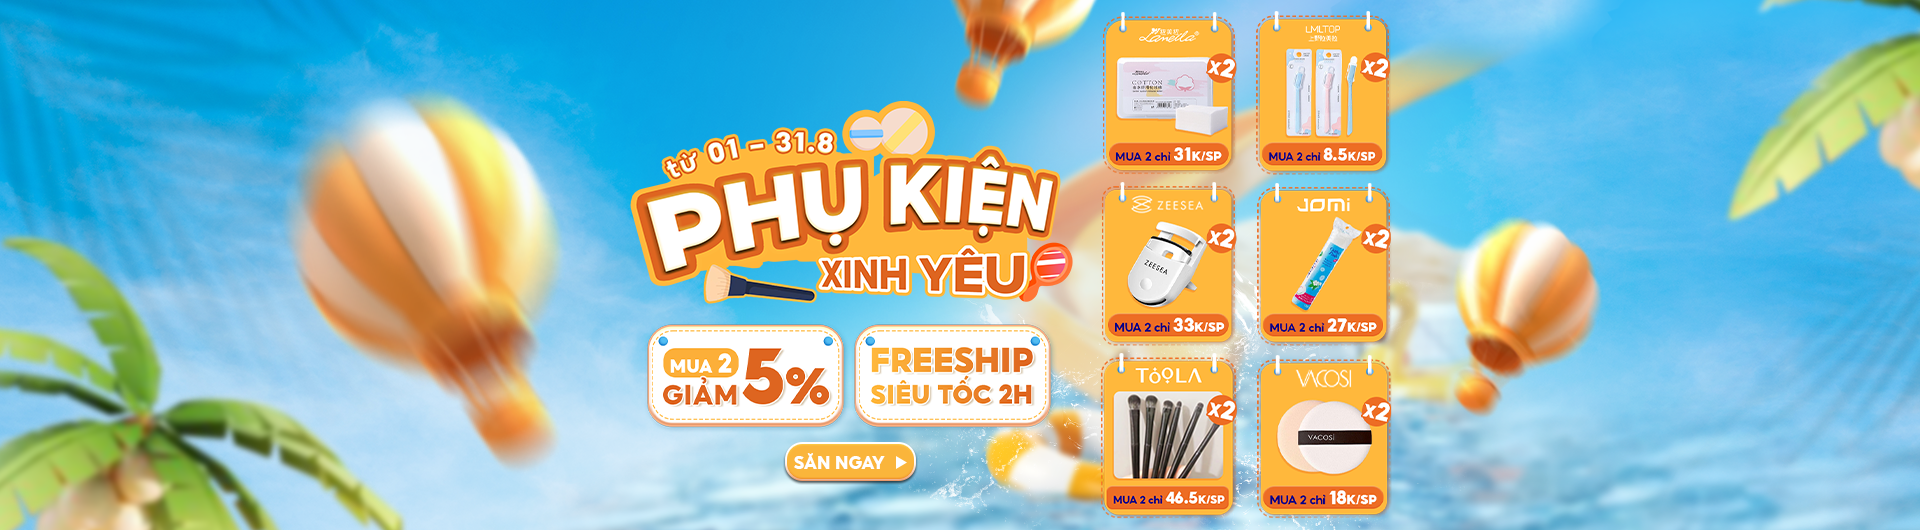 từ 01 - 31.8
PHỤ KIỆN
XINH YÊU
MUA 2
GIẢM 5%
FREESHIP
SIÊU TỐC 2H
SĂN NGAY
Lameila
COTTON
x2
MUA 2 chỉ 31K/SP
LMLTOP
x2
MUA 2 chỉ 8.5K/SP
ZEESEA
ZEESEA
x2
MUA 2 chỉ 33K/SP
JOMi
x2
MUA 2 chỉ 27K/SP
TOOLA
x2
MUA 2 chỉ 46.5K/SP
VACOSI
VACOSI
x2
MUA 2 chỉ 18K/SP